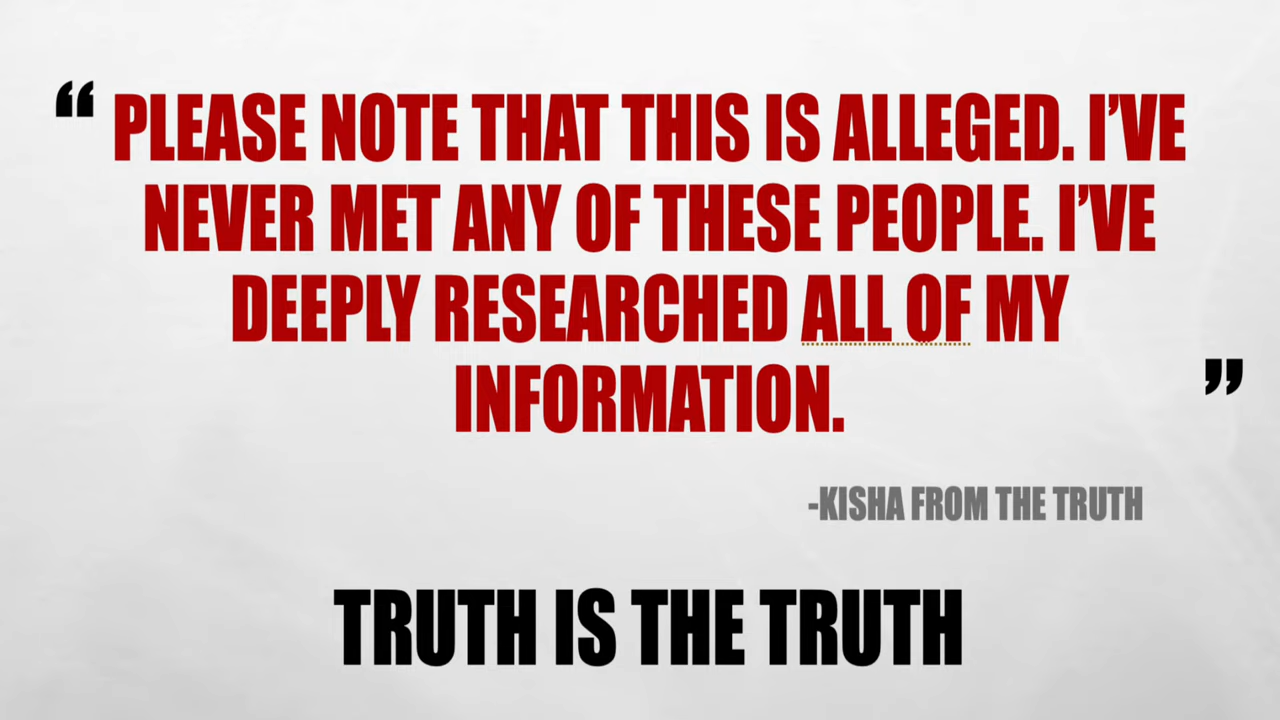 “ PLEASE NOTE THAT THIS IS ALLEGED. I’VE
NEVER MET ANY OF THESE PEOPLE. I’VE
DEEPLY RESEARCHED ALL OF MY
INFORMATION. ”
-KISHA FROM THE TRUTH
TRUTH IS THE TRUTH